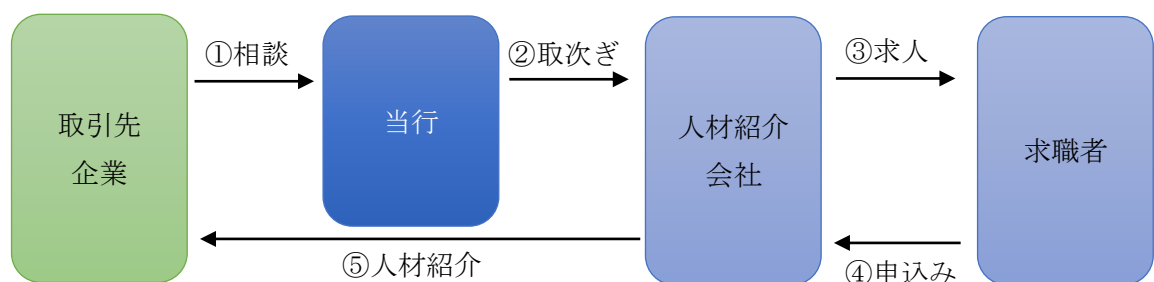 ①相談
②取次ぎ
③求人
取引先
企業
当行
人材紹介
会社
求職者
⑤人材紹介
④申込み